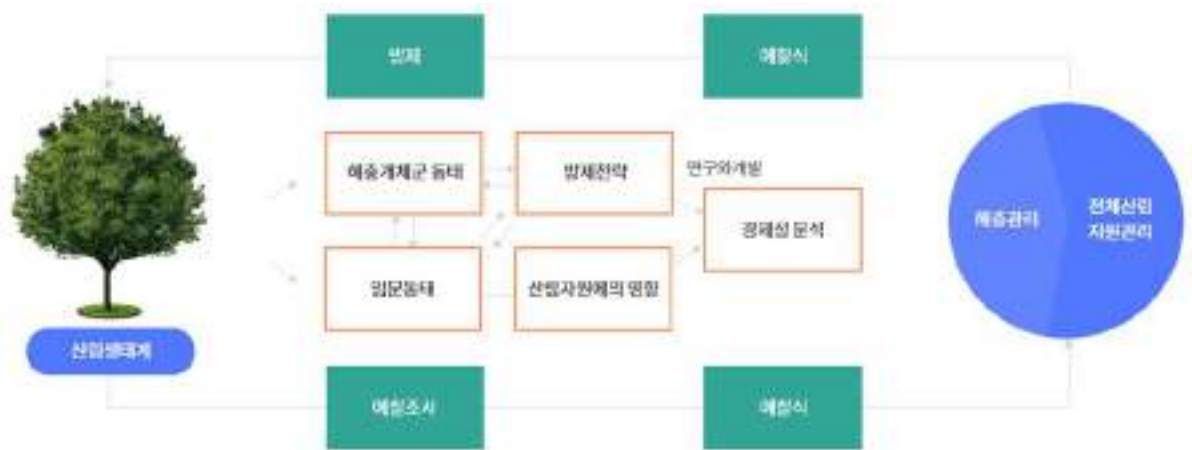 방제
예찰식
해충개체군 동태
방제전략
연구와개발
경제성 분석
임분동태
산림자원에의 영향
해충관리
전체산림
자원관리
산림생태계
예찰조사
예찰식